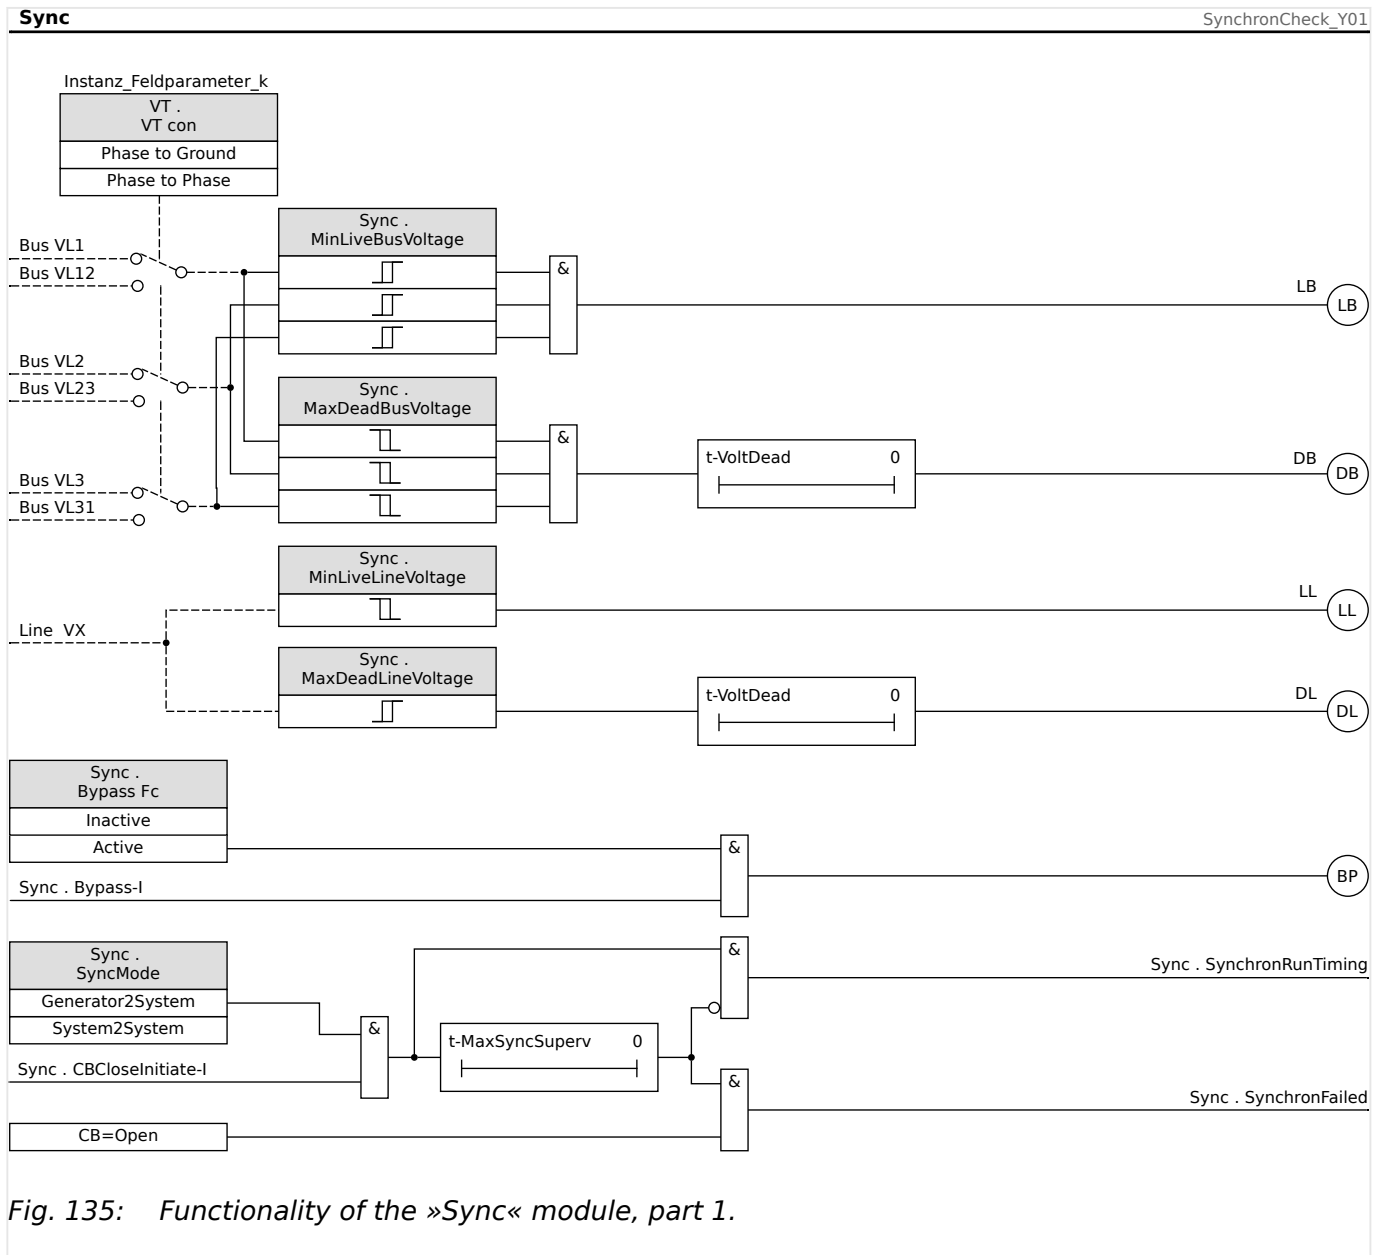 Sync
SynchronCheck_Y01
Instanz_Feldparameter_k
VT .
VT con
Phase to Ground
Phase to Phase
Sync .
MinLiveBusVoltage
Bus VL1
Bus VL12
&
LB
LB
Bus VL2
Bus VL23
Sync .
MaxDeadBusVoltage
&
t-VoltDead 0
DB
DB
Bus VL3
Bus VL31
Sync .
MinLiveLineVoltage
LL
LL
Line VX
Sync .
MaxDeadLineVoltage
t-VoltDead 0
DL
DL
Sync .
Bypass Fc
Inactive
Active
&
Sync . Bypass-I
BP
Sync .
SyncMode
Generator2System
System2System
&
Sync . SynchronRunTiming
&
t-MaxSyncSuperv 0
Sync . CBCloseInitiate-I
&
Sync . SynchronFailed
CB=Open
Fig. 135: Functionality of the »Sync« module, part 1.